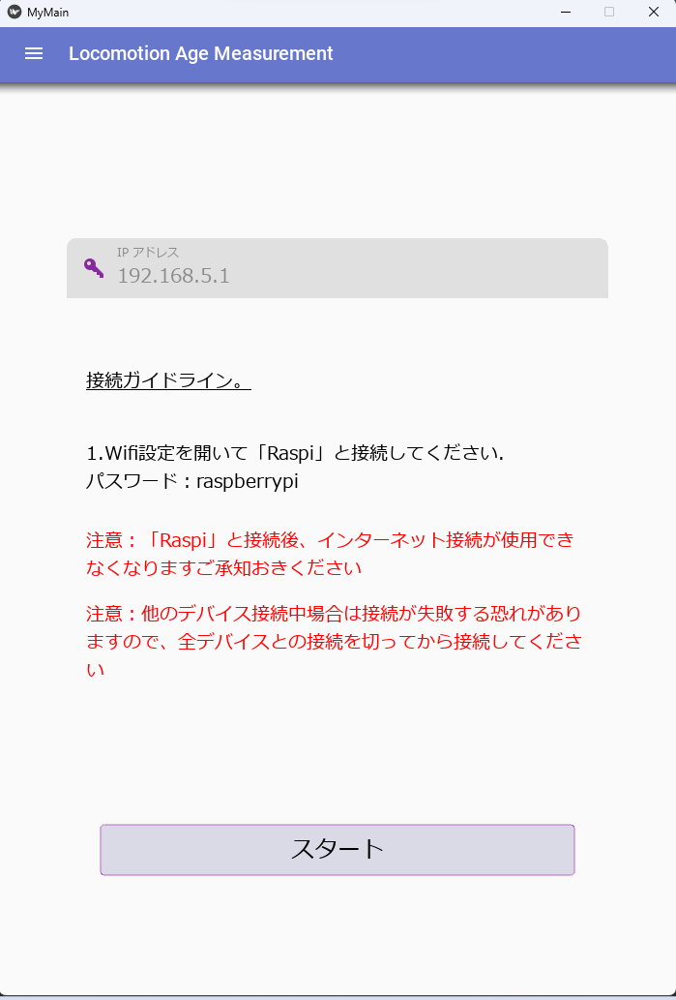 MyMain
Locomotion Age Measurement
IP アドレス
192.168.5.1
接続ガイドライン。
1.Wifi設定を開いて「Raspi」と接続してください.
パスワード：raspberrypi
注意：「Raspi」と接続後、インターネット接続が使用でき
なくなりますご承知おきください
注意：他のデバイス接続中場合は接続が失敗する恐れがあり
ますので、全デバイスとの接続を切ってから接続してくださ
い
スタート